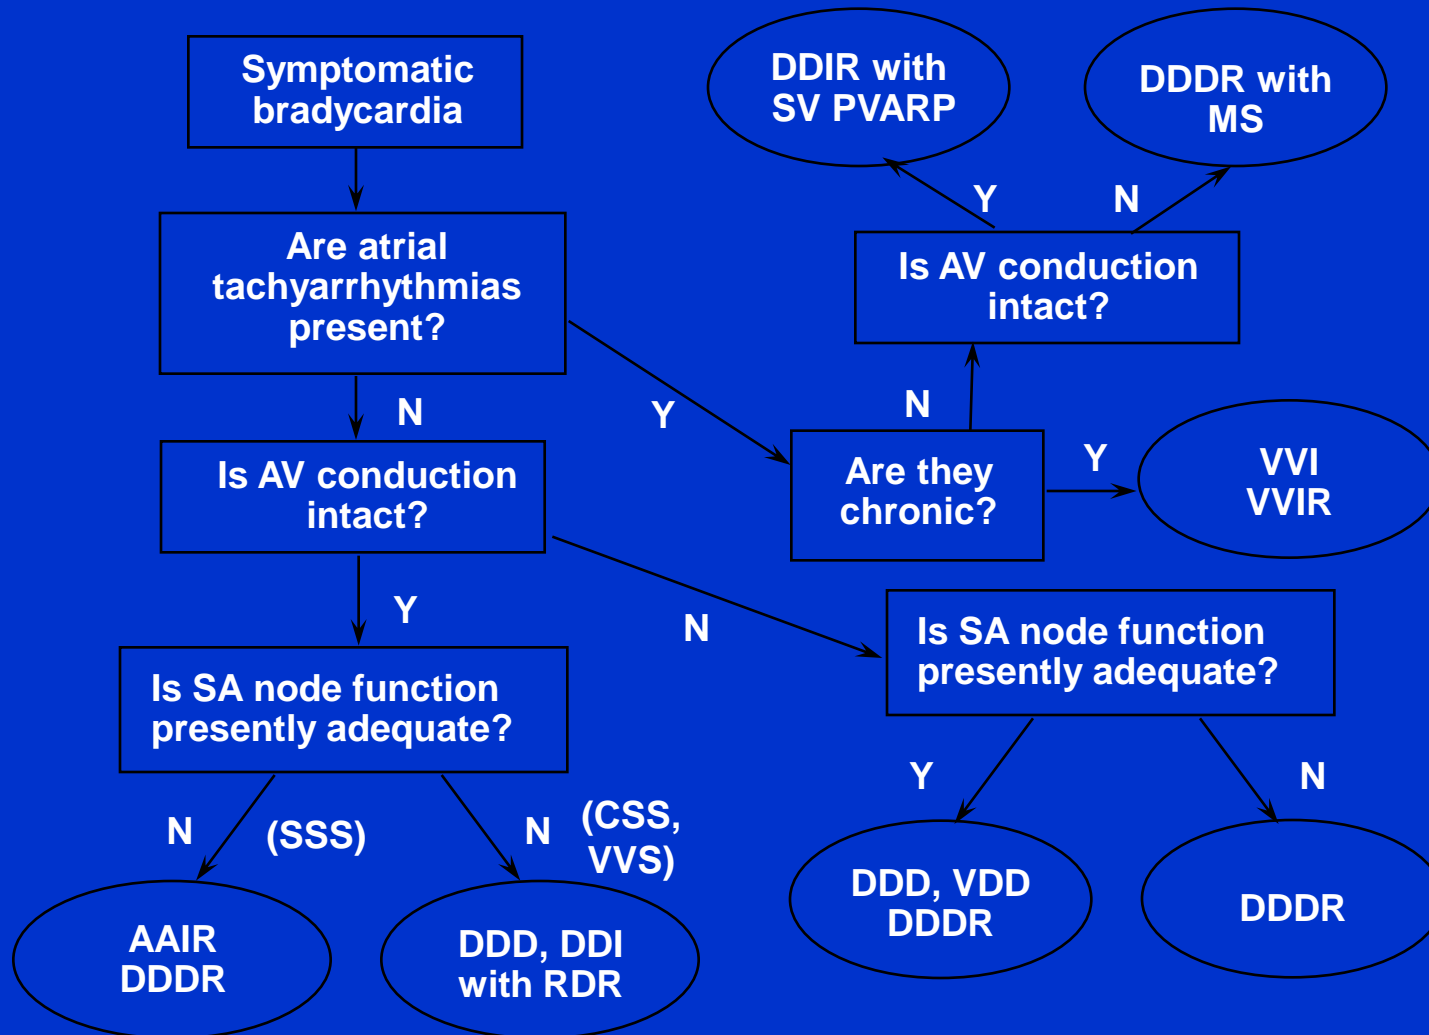 Symptomatic
bradycardia
DDIR with
SV PVARP
DDDR with
MS
Y
N
Are atrial
tachyarrhythmias
present?
Is AV conduction
intact?
N
Y
N
Is AV conduction
intact?
Are they
chronic?
Y
VVI
VVIR
Y
N
Is SA node function
presently adequate?
Is SA node function
presently adequate?
N
(SSS)
N
(CSS,
VVS)
Y
N
AAIR
DDDR
DDD, DDI
with RDR
DDD, VDD
DDDR
DDDR